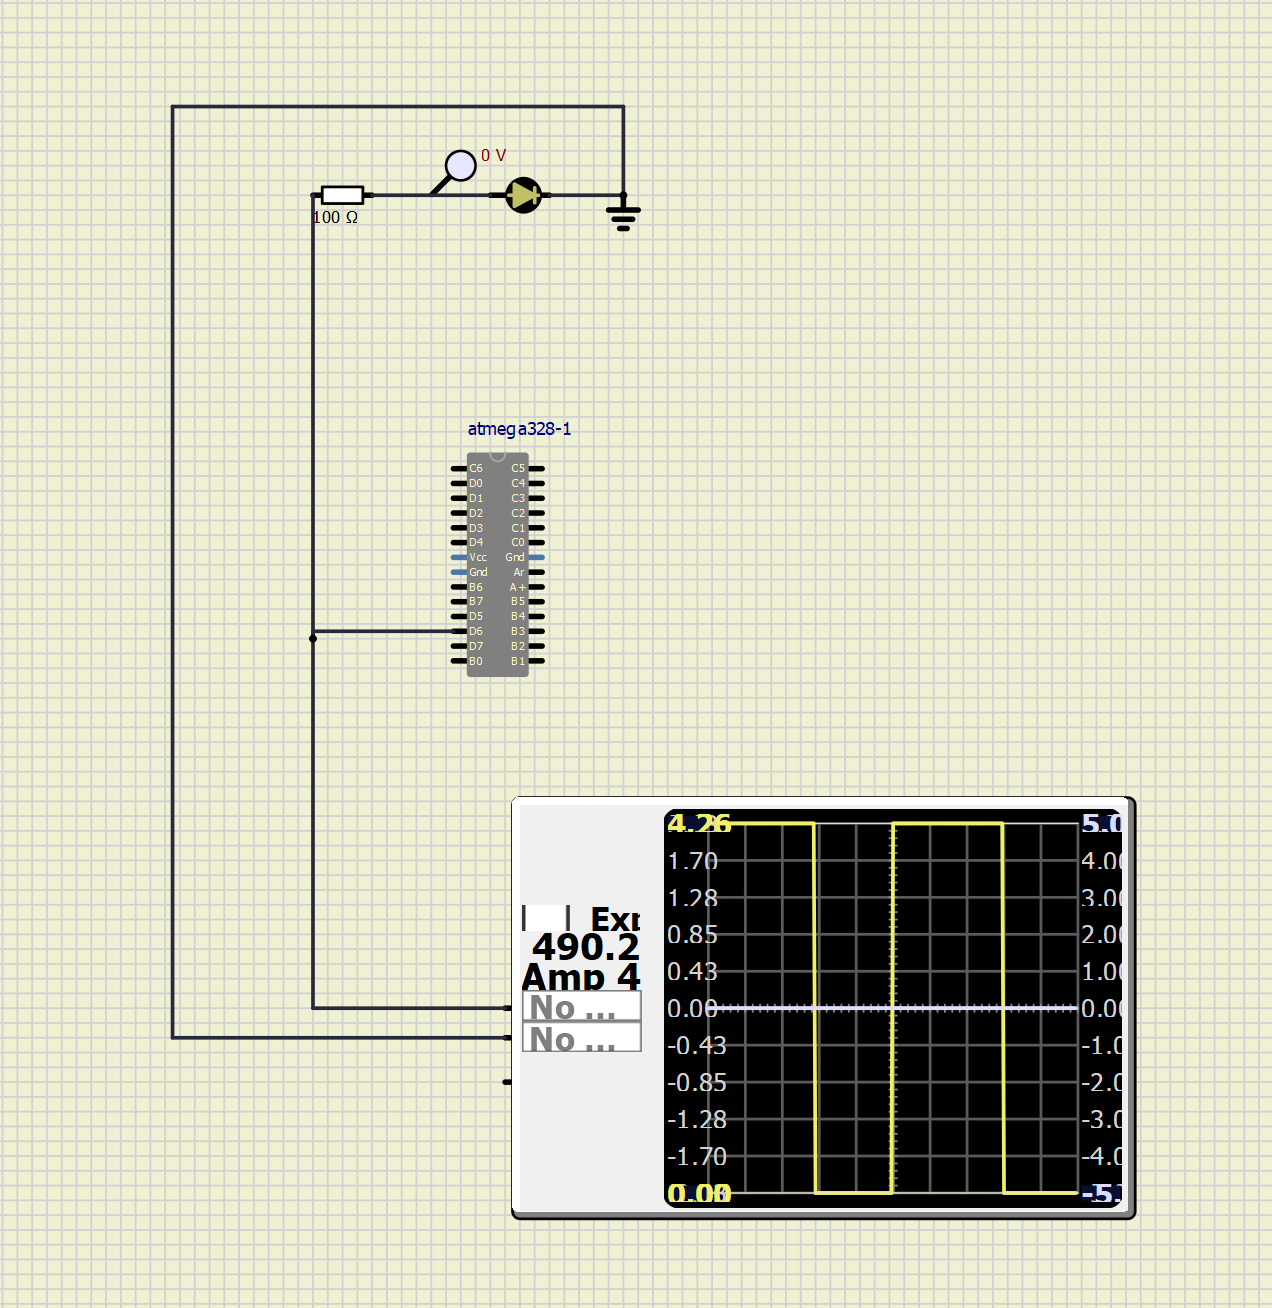 0 V
100 Ω
atmega328-1
C6 C5
D0 C4
D1 C3
D2 C2
D3 C1
D4 C0
Vcc Gnd
Gnd Ar
B6 A+
B7 B5
D5 B4
D6 B3
D7 B2
B0 B1
Exp
490.2
Amp 4
No ...
No ...
4.26 5.0
1.70 4.00
1.28 3.00
0.85 2.00
0.43 1.00
0.00 0.00
-0.43 -1.0
-0.85 -2.0
-1.28 -3.0
-1.70 -4.0
0.00 -5.